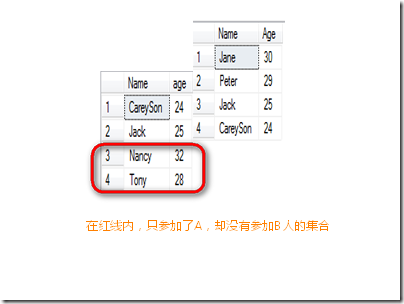 Name Age
1 Jane 30
2 Peter 29
3 Jack 25
4 CareySon 24
Name age
1 CareySon 24
2 Jack 25
3 Nancy 32
4 Tony 28
在红线内，只参加了A，却没有参加B人的集合